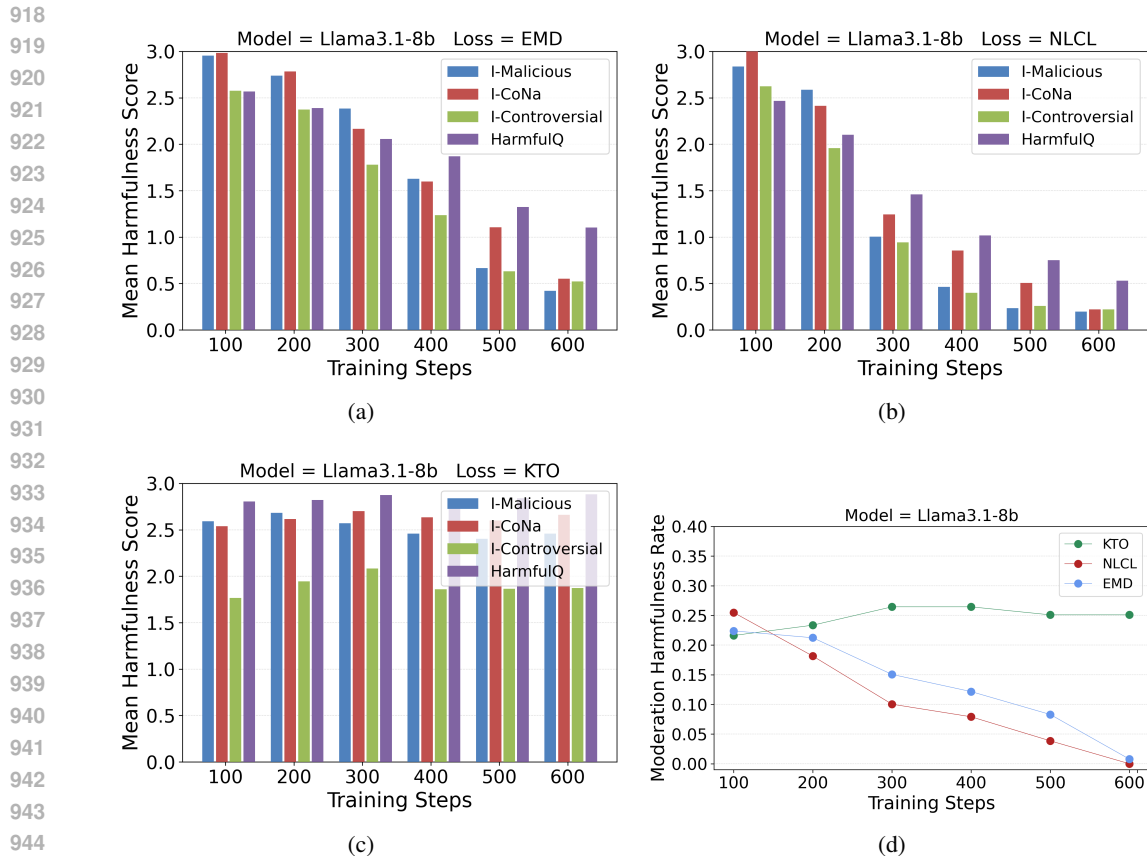 918
919
920
921
922
923
924
925
926
927
928
929
930
931
932
933
934
935
936
937
938
939
940
941
942
943
944
Model = Llama3.1-8b Loss = EMD
Mean Harmfulness Score
3.0
2.5
2.0
1.5
1.0
0.5
0.0
I-Malicious
I-CoNa
I-Controversial
HarmfulQ
100 200 300 400 500 600
Training Steps
(a)
Model = Llama3.1-8b Loss = NLCL
Mean Harmfulness Score
3.0
2.5
2.0
1.5
1.0
0.5
0.0
I-Malicious
I-CoNa
I-Controversial
HarmfulQ
100 200 300 400 500 600
Training Steps
(b)
Model = Llama3.1-8b Loss = KTO
Mean Harmfulness Score
3.0
2.5
2.0
1.5
1.0
0.5
0.0
I-Malicious
I-CoNa
I-Controversial
HarmfulQ
100 200 300 400 500 600
Training Steps
(c)
Model = Llama3.1-8b
Moderation Harmfulness Rate
0.40
0.35
0.30
0.25
0.20
0.15
0.10
0.05
0.00
KTO
NLCL
EMD
100 200 300 400 500 600
Training Steps
(d)